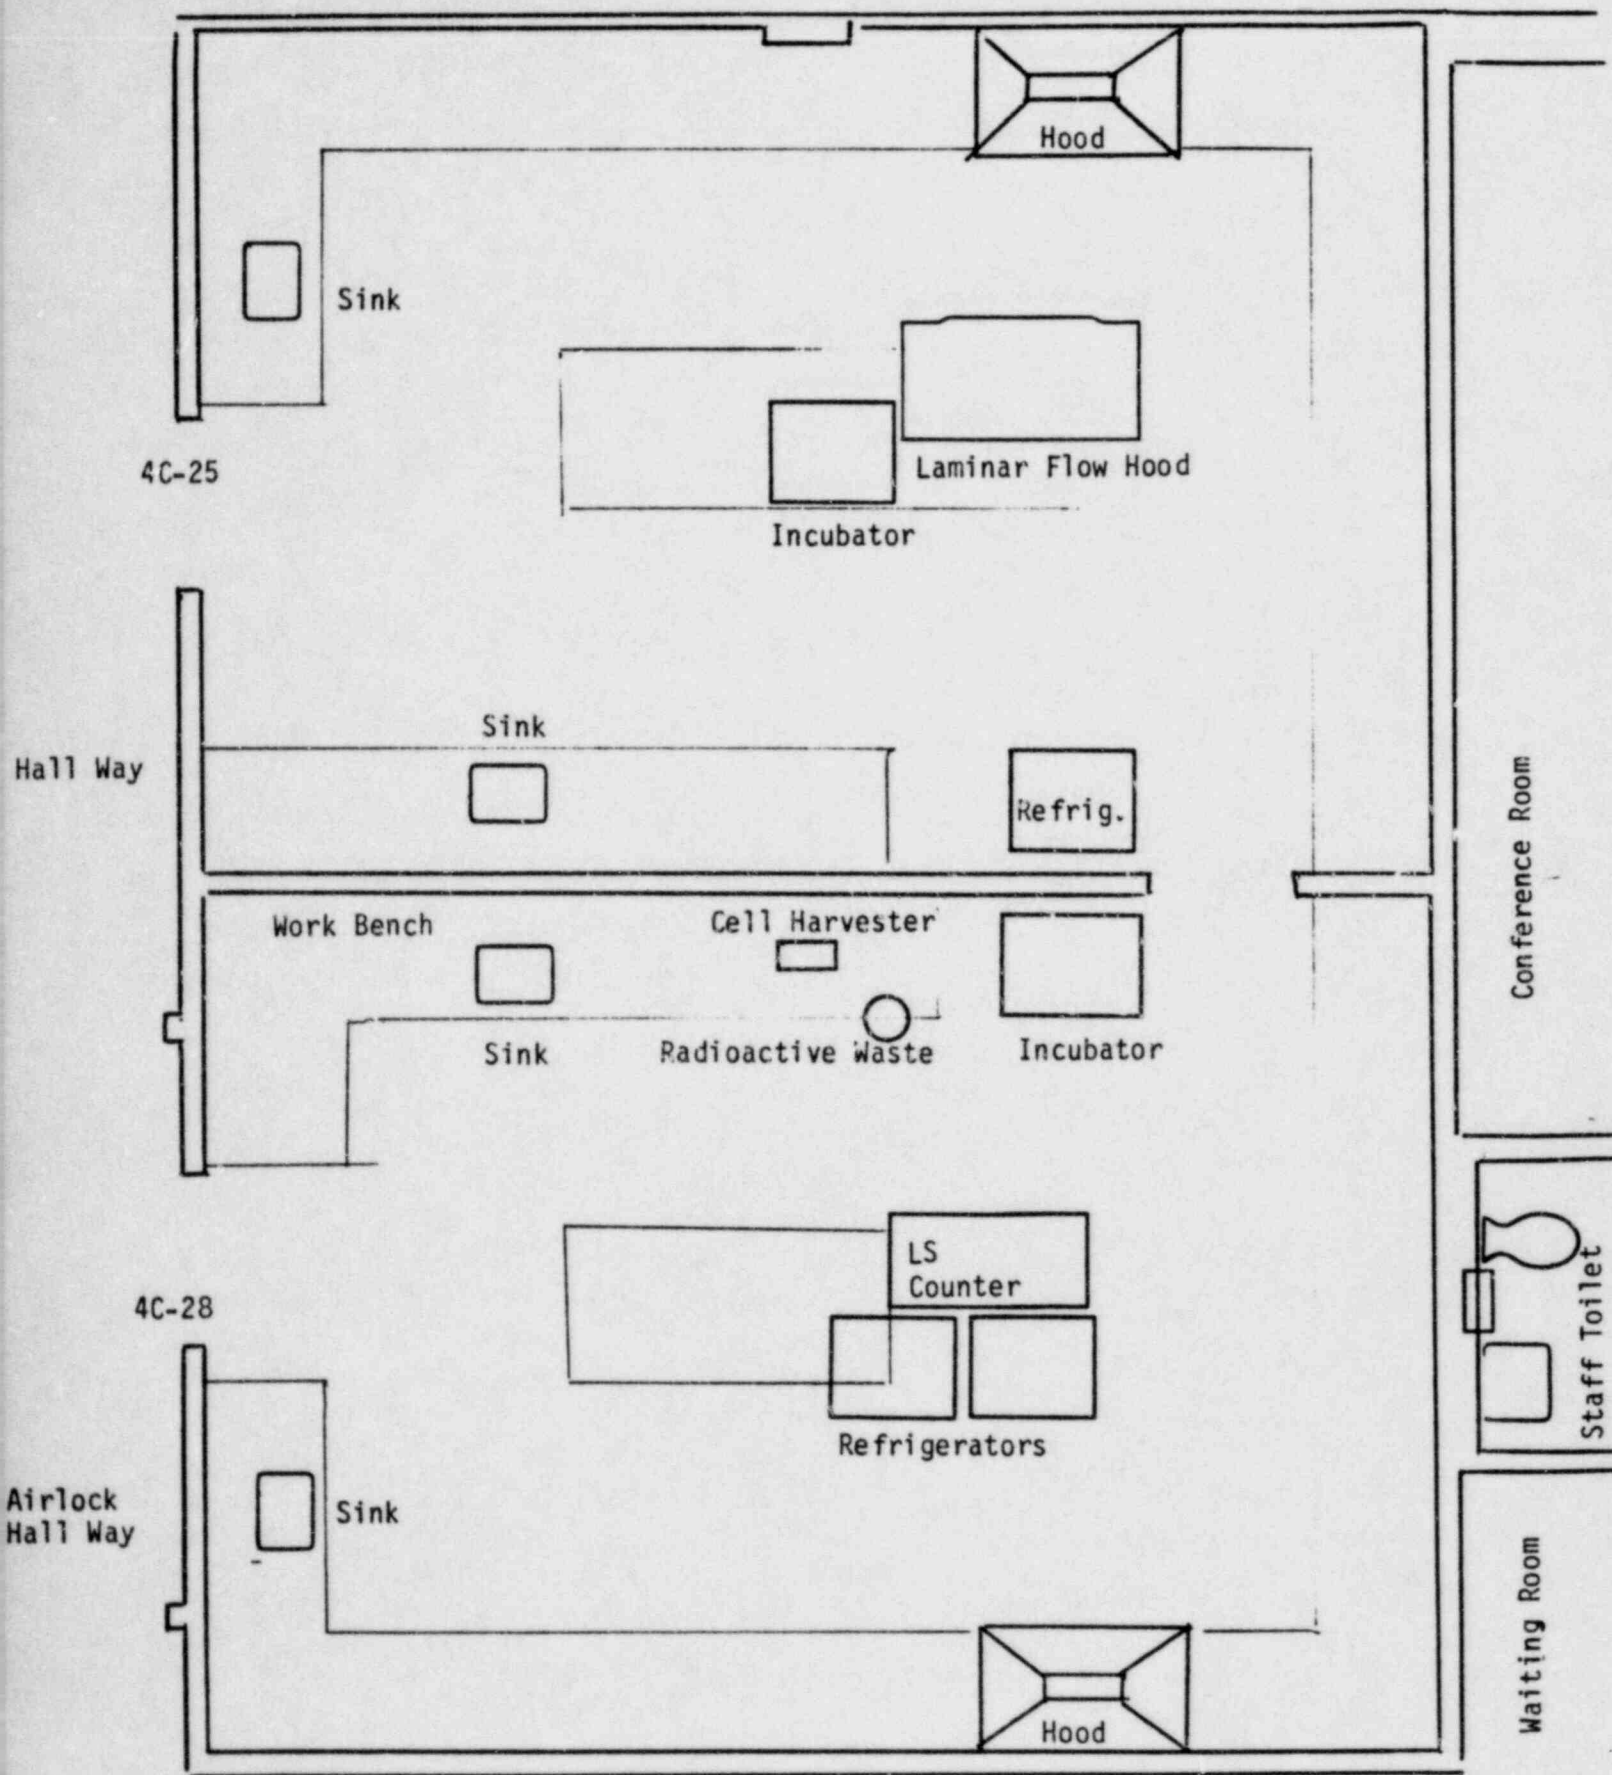 Hood
Sink
4C-25
Laminar Flow Hood
Incubator
Sink
Hall Way
Refrig.
Conference Room
Work Bench
Cell Harvester
Sink
Radioactive Waste
Incubator
LS
Counter
4C-28
Staff Toilet
Refrigerators
Airlock
Hall Way
Sink
Waiting Room
Hood